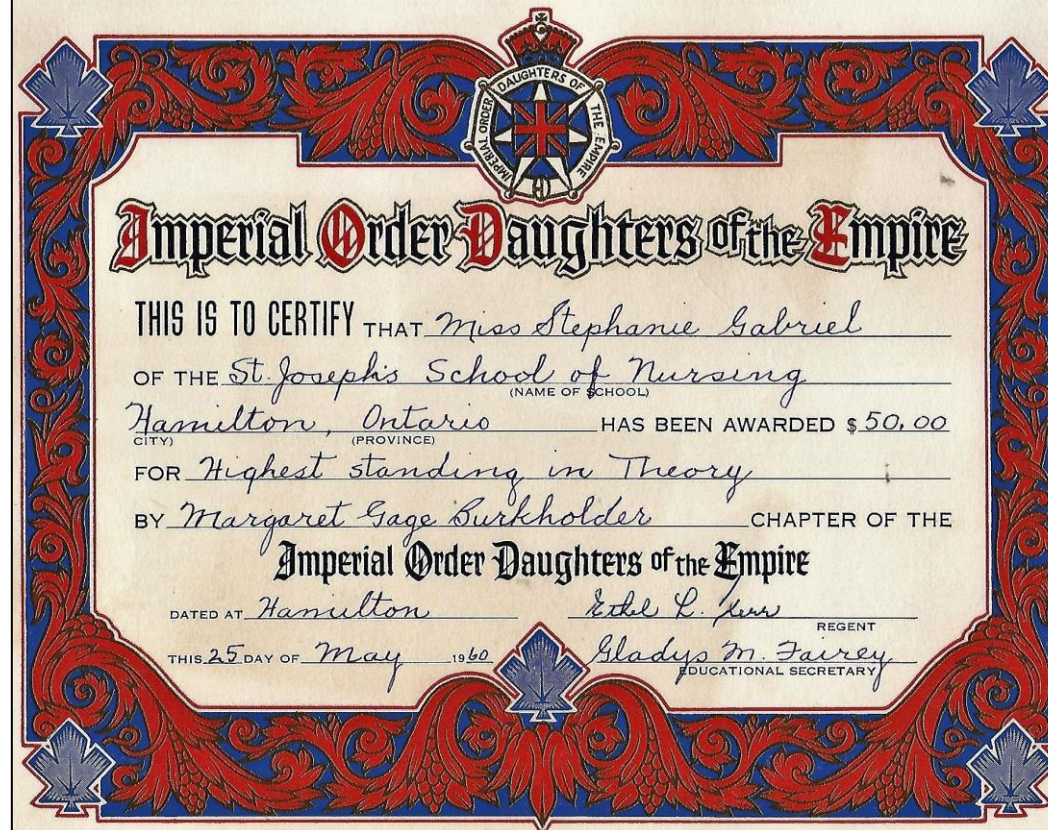 IMPERIAL ORDER DAUGHTERS OF THE EMPIRE
Imperial Order Daughters of the Empire
THIS IS TO CERTIFY THAT Miss Stephanie Gabriel
OF THE St. Joseph's School of Nursing
(NAME OF SCHOOL)
Hamilton, Ontario HAS BEEN AWARDED $ 50.00
CITY) (PROVINCE)
FOR Highest standing in Theory
BY Margaret Gage Burkholder CHAPTER OF THE
Imperial Order Daughters of the Empire
DATED AT Hamilton Ethel L. Kerr
REGENT
THIS 25 DAY OF May 1960 Gladys M. Fairey
EDUCATIONAL SECRETARY